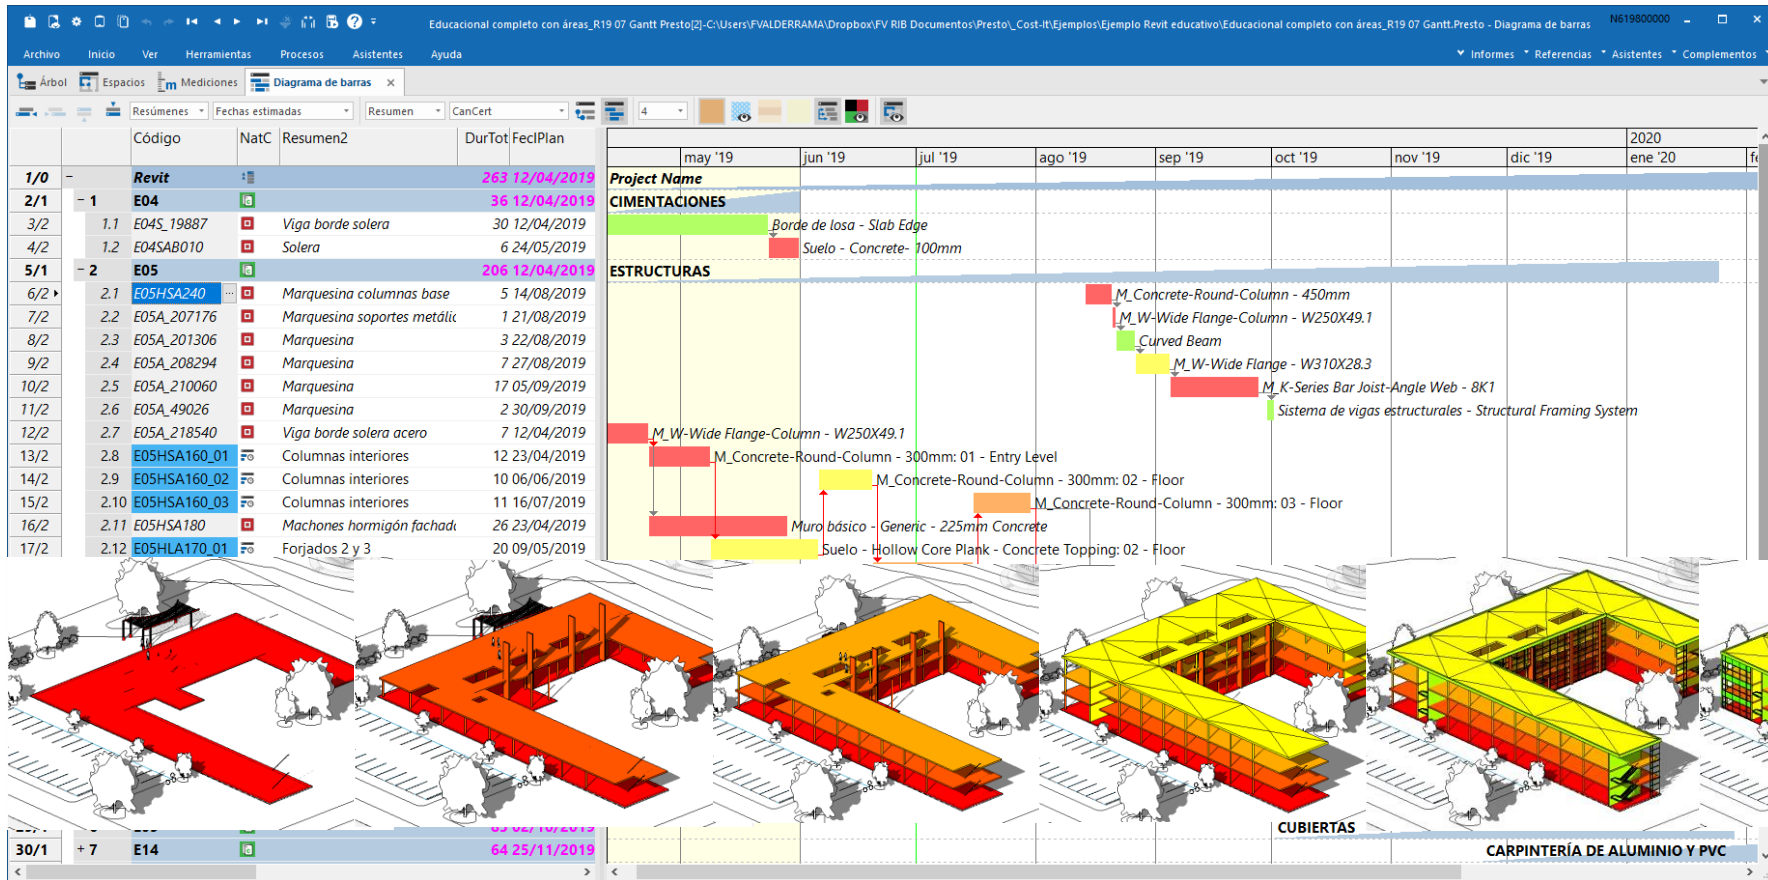 Educacional completo con áreas_R19 07 Gantt Presto[2]-C:\Users\FVALDERRAMA\Dropbox\FV RIB Documentos\Presto\_Cost-It\Ejemplos\Ejemplo Revit educativo\Educacional completo con áreas_R19 07 Gantt.Presto - Diagrama de barras N619800000
Archivo Inicio Ver Herramientas Procesos Asistentes Ayuda Informes Referencias Asistentes Complementos
Árbol Espacios Mediciones Diagrama de barras
Resúmenes Fechas estimadas Resumen CanCert 4
Código NatC Resumen2 DurTot FecIPlan 2020
may '19 jun '19 jul '19 ago '19 sep '19 oct '19 nov '19 dic '19 ene '20 fe
1/0 - Revit 263 12/04/2019 Project Name
2/1 - 1 E04 36 12/04/2019 CIMENTACIONES
3/2 1.1 E04S_19887 Viga borde solera 30 12/04/2019 Borde de losa - Slab Edge
4/2 1.2 E04SAB010 Solera 6 24/05/2019 Suelo - Concrete- 100mm
5/1 - 2 E05 206 12/04/2019 ESTRUCTURAS
6/2 2.1 E05HSA240 ... Marquesina columnas base 5 14/08/2019 M_Concrete-Round-Column - 450mm
7/2 2.2 E05A_207176 Marquesina soportes metálic 1 21/08/2019 M_W-Wide Flange-Column - W250X49.1
8/2 2.3 E05A_201306 Marquesina 3 22/08/2019 Curved Beam
9/2 2.4 E05A_208294 Marquesina 7 27/08/2019 M_W-Wide Flange - W310X28.3
10/2 2.5 E05A_210060 Marquesina 17 05/09/2019 M_K-Series Bar Joist-Angle Web - 8K1
11/2 2.6 E05A_49026 Marquesina 2 30/09/2019 Sistema de vigas estructurales - Structural Framing System
12/2 2.7 E05A_218540 Viga borde solera acero 7 12/04/2019 M_W-Wide Flange-Column - W250X49.1
13/2 2.8 E05HSA160_01 Columnas interiores 12 23/04/2019 M_Concrete-Round-Column - 300mm: 01 - Entry Level
14/2 2.9 E05HSA160_02 Columnas interiores 10 06/06/2019 M_Concrete-Round-Column - 300mm: 02 - Floor
15/2 2.10 E05HSA160_03 Columnas interiores 11 16/07/2019 M_Concrete-Round-Column - 300mm: 03 - Floor
16/2 2.11 E05HSA180 Machones hormigón fachada 26 23/04/2019 Muro básico - Generic - 225mm Concrete
17/2 2.12 E05HLA170_01 Forjados 2 y 3 20 09/05/2019 Suelo - Hollow Core Plank - Concrete Topping: 02 - Floor
CUBIERTAS
30/1 + 7 E14 64 25/11/2019 CARPINTERÍA DE ALUMINIO Y PVC